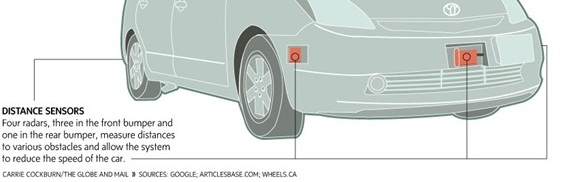 DISTANCE SENSORS
Four radars, three in the front bumper and
one in the rear bumper, measure distances
to various obstacles and allow the system
to reduce the speed of the car.
CARRIE COCKBURN/THE GLOBE AND MAIL » SOURCES: GOOGLE; ARTICLESBASE.COM; WHEELS.CA